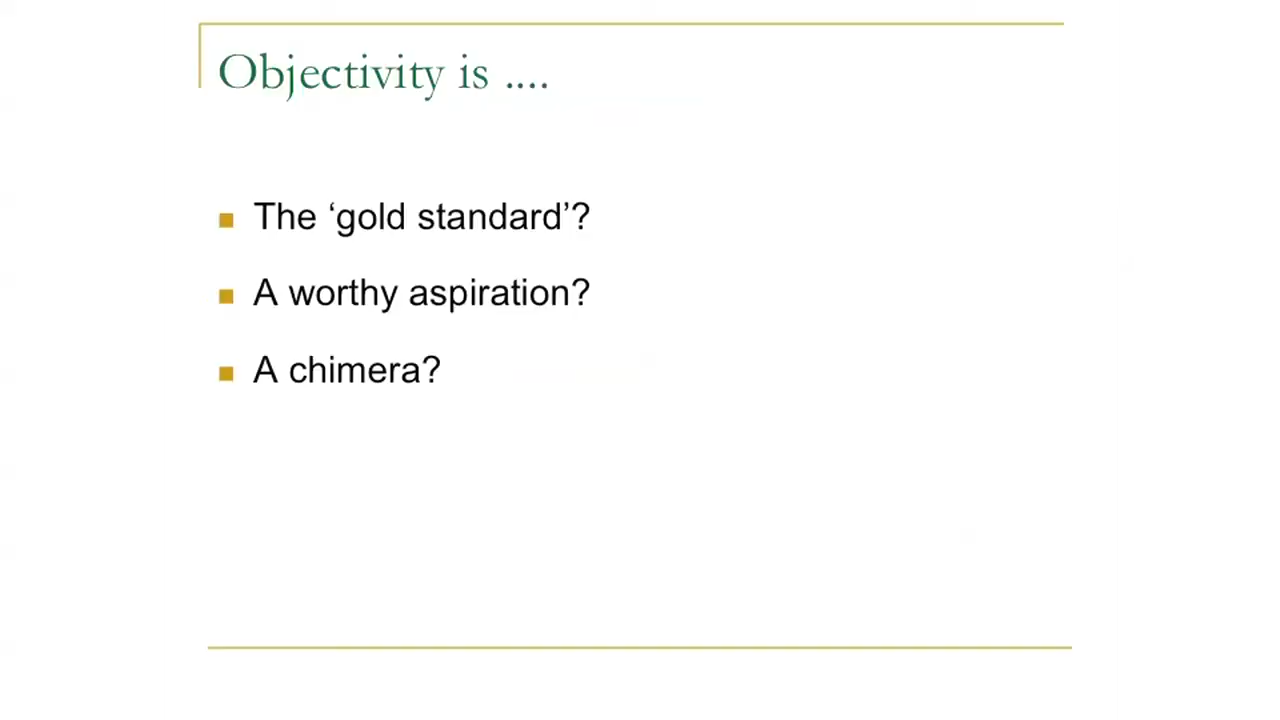 Objectivity is ....
The ‘gold standard’?
A worthy aspiration?
A chimera?